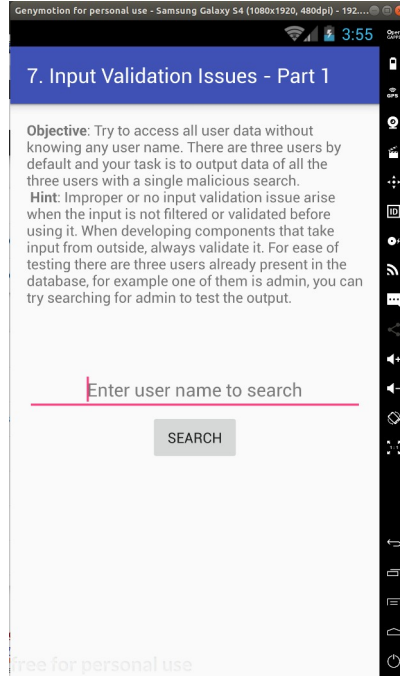 Genymotion for personal use - Samsung Galaxy S4 (1080x1920, 480dpi) - 192....
3:55
7. Input Validation Issues - Part 1
Objective: Try to access all user data without
knowing any user name. There are three users by
default and your task is to output data of all the
three users with a single malicious search.
Hint: Improper or no input validation issue arise
when the input is not filtered or validated before
using it. When developing components that take
input from outside, always validate it. For ease of
testing there are three users already present in the
database, for example one of them is admin, you can
try searching for admin to test the output.
Enter user name to search
SEARCH
free for personal use
Open
GAPPS
GPS
ID
1:1